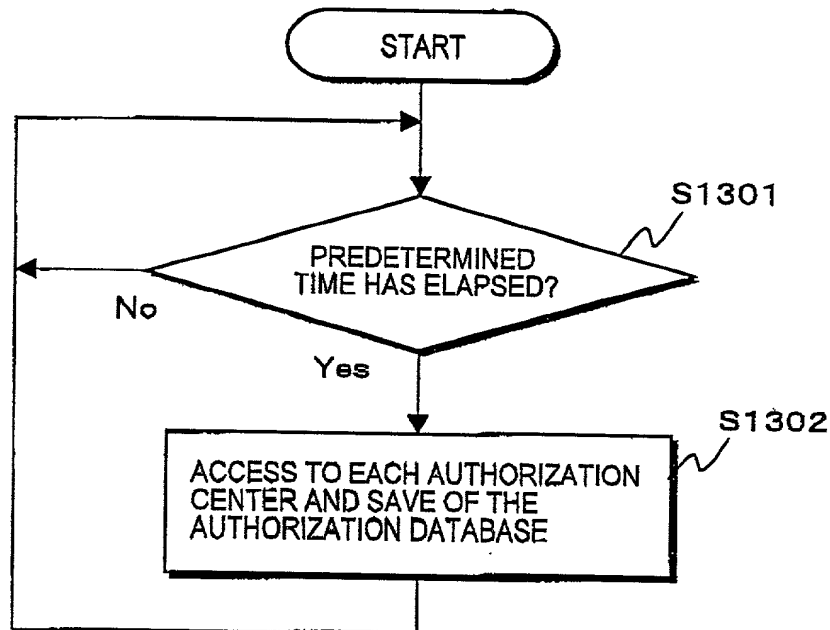 START
S1301
PREDETERMINED
TIME HAS ELAPSED?
No
Yes
S1302
ACCESS TO EACH AUTHORIZATION
CENTER AND SAVE OF THE
AUTHORIZATION DATABASE